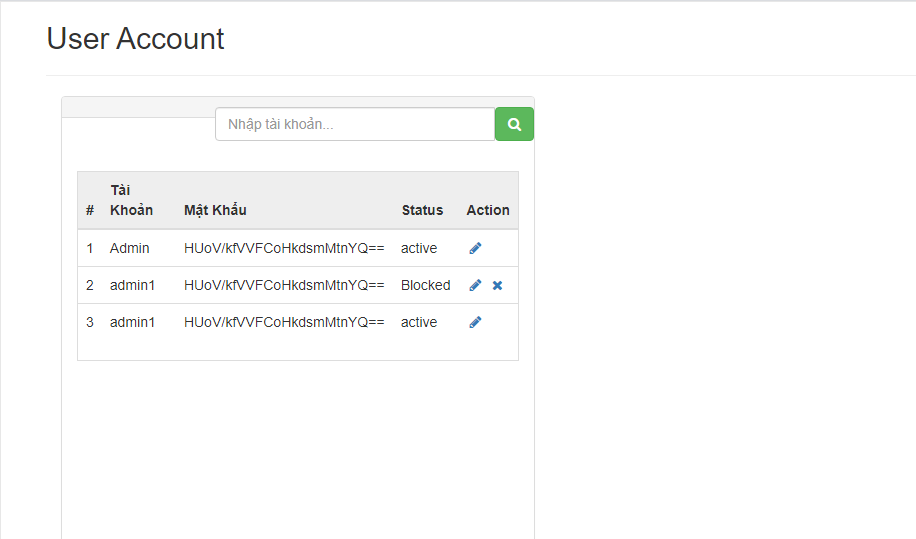 User Account
Nhập tài khoản...
Tài
# Khoản Mật Khẩu Status Action
1 Admin HUoV/kfVVFCoHkdsmMtnYQ== active
2 admin1 HUoV/kfVVFCoHkdsmMtnYQ== Blocked
3 admin1 HUoV/kfVVFCoHkdsmMtnYQ== active